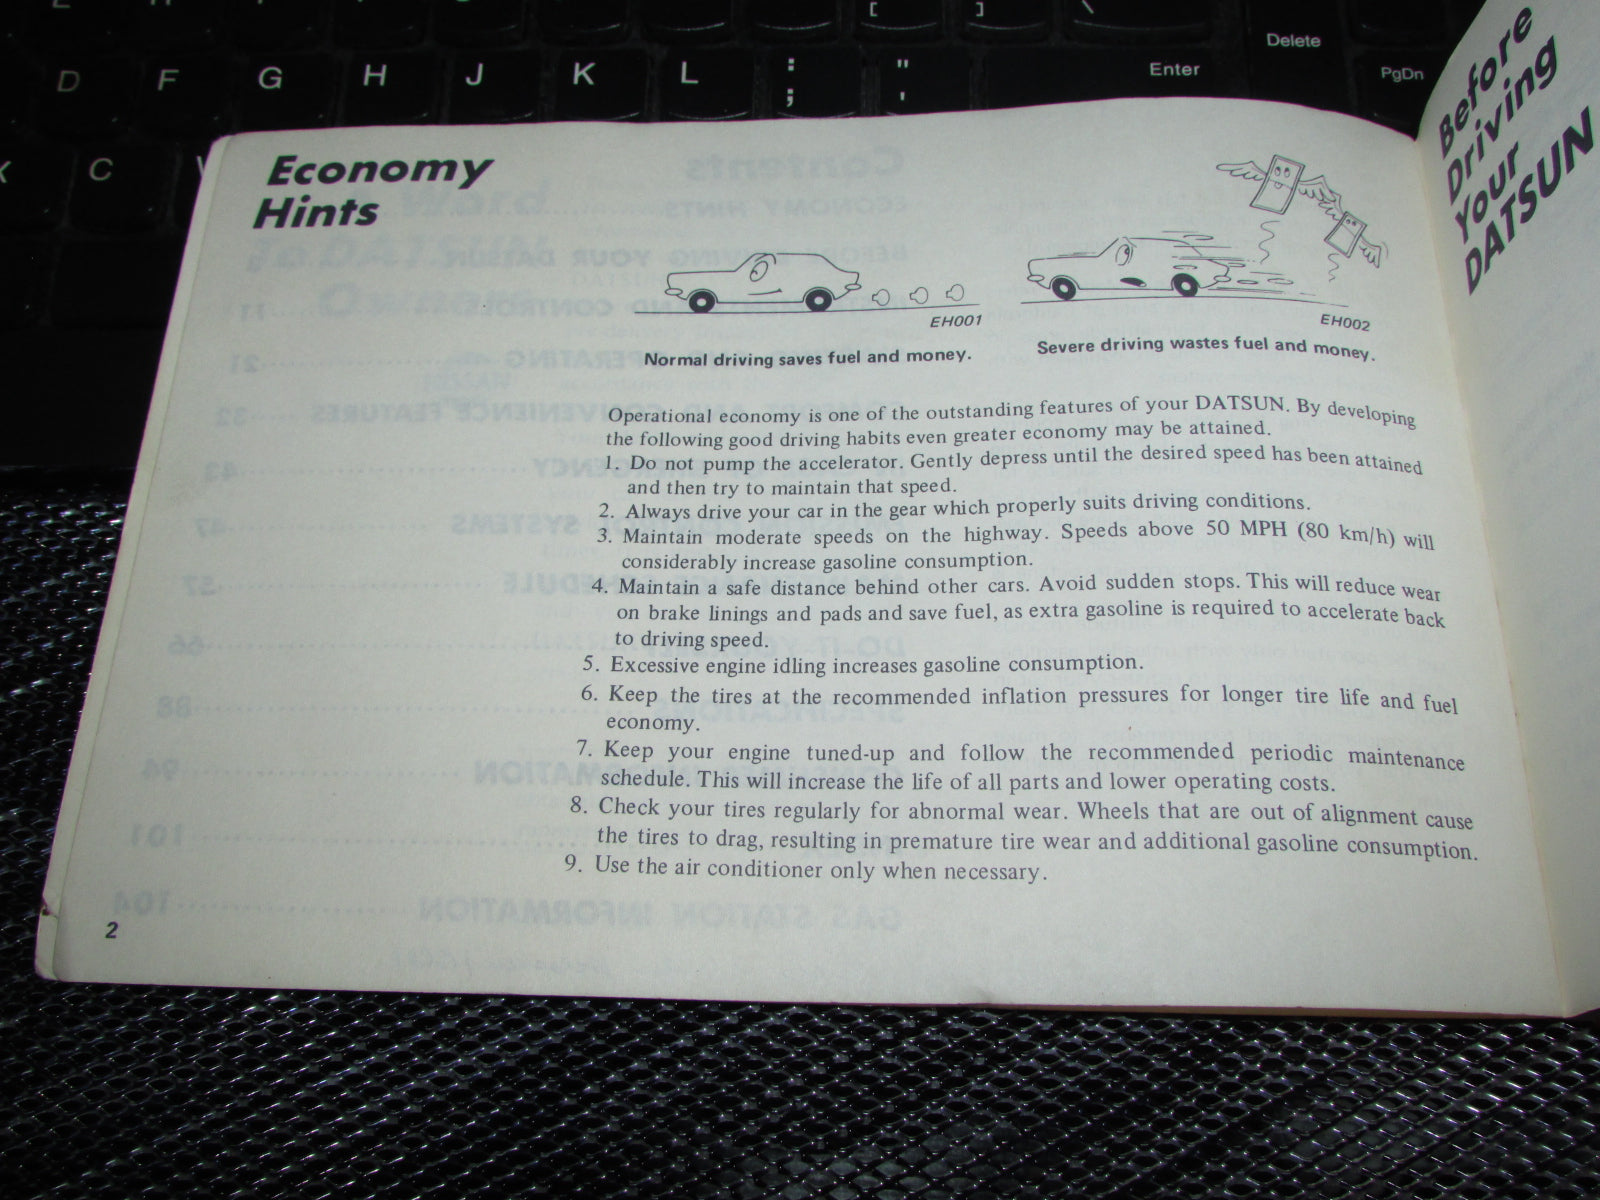 [ ] \
D F G H J K L : ; " ' Enter Delete PgDn
C
Economy
Hints
EH001
Normal driving saves fuel and money.
EH002
Severe driving wastes fuel and money.
Operational economy is one of the outstanding features of your DATSUN. By developing
the following good driving habits even greater economy may be attained.
1. Do not pump the accelerator. Gently depress until the desired speed has been attained
and then try to maintain that speed.
2. Always drive your car in the gear which properly suits driving conditions.
3. Maintain moderate speeds on the highway. Speeds above 50 MPH (80 km/h) will
considerably increase gasoline consumption.
4. Maintain a safe distance behind other cars. Avoid sudden stops. This will reduce wear
on brake linings and pads and save fuel, as extra gasoline is required to accelerate back
to driving speed.
5. Excessive engine idling increases gasoline consumption.
6. Keep the tires at the recommended inflation pressures for longer tire life and fuel
economy.
7. Keep your engine tuned-up and follow the recommended periodic maintenance
schedule. This will increase the life of all parts and lower operating costs.
8. Check your tires regularly for abnormal wear. Wheels that are out of alignment cause
the tires to drag, resulting in premature tire wear and additional gasoline consumption.
9. Use the air conditioner only when necessary.
2
Before
Driving
Your
DATSUN